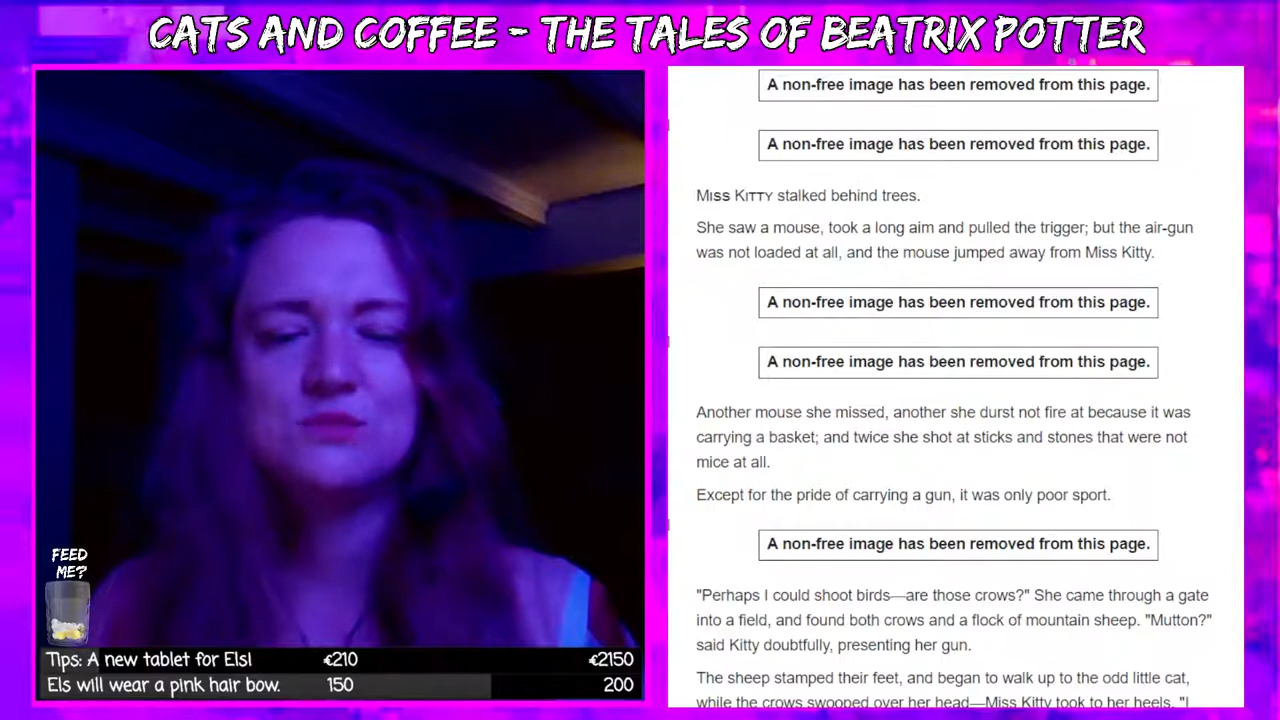 CATS AND COFFEE - THE TALES OF BEATRIX POTTER
A non-free image has been removed from this page.
A non-free image has been removed from this page.
Miss Kitty stalked behind trees.
She saw a mouse, took a long aim and pulled the trigger; but the air-gun
was not loaded at all, and the mouse jumped away from Miss Kitty.
A non-free image has been removed from this page.
A non-free image has been removed from this page.
Another mouse she missed, another she durst not fire at because it was
carrying a basket; and twice she shot at sticks and stones that were not
mice at all.
Except for the pride of carrying a gun, it was only poor sport.
A non-free image has been removed from this page.
"Perhaps I could shoot birds—are those crows?" She came through a gate
into a field, and found both crows and a flock of mountain sheep. "Mutton?"
said Kitty doubtfully, presenting her gun.
The sheep stamped their feet, and began to walk up to the odd little cat,
while the crows swooped over her head—Miss Kitty took to her heels. "I
FEED
ME?
Tips: A new tablet for Els! €210 €2150
Els will wear a pink hair bow. 150 200